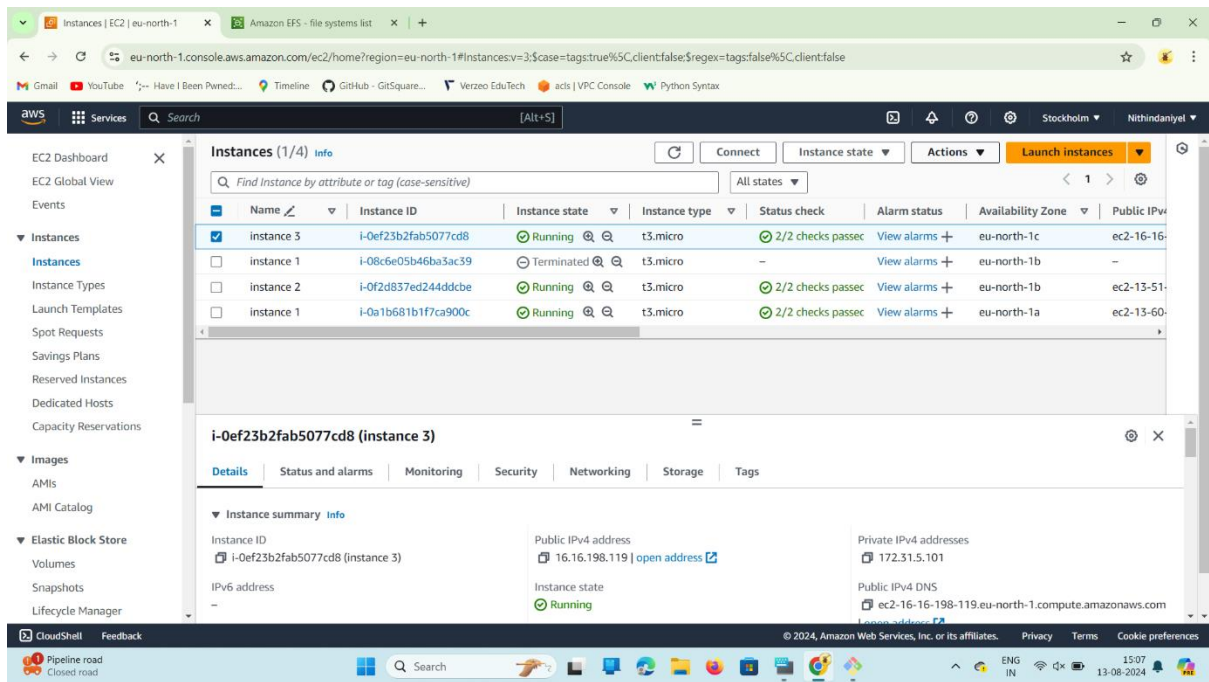 Instances | EC2 | eu-north-1
Amazon EFS - file systems list
eu-north-1.console.aws.amazon.com/ec2/home?region=eu-north-1#Instances:v=3;$case=tags:true%5C,client:false;$regex=tags:false%5C,client:false
Gmail YouTube Have I Been Pwned:... Timeline GitHub - GitSquare... Verzeo EduTech acls | VPC Console Python Syntax
aws Services Search [Alt+S] Stockholm Nithindaniyel
EC2 Dashboard
EC2 Global View
Events
Instances
Instances
Instance Types
Launch Templates
Spot Requests
Savings Plans
Reserved Instances
Dedicated Hosts
Capacity Reservations
Images
AMIs
AMI Catalog
Elastic Block Store
Volumes
Snapshots
Lifecycle Manager
Instances (1/4) Info Connect Instance state Actions Launch instances
Find Instance by attribute or tag (case-sensitive) All states 1
Name Instance ID Instance state Instance type Status check Alarm status Availability Zone Public IPv4
instance 3 i-0ef23b2fab5077cd8 Running t3.micro 2/2 checks passec View alarms + eu-north-1c ec2-16-16-
instance 1 i-08c6e05b46ba3ac39 Terminated t3.micro – View alarms + eu-north-1b –
instance 2 i-0f2d837ed244ddcbe Running t3.micro 2/2 checks passec View alarms + eu-north-1b ec2-13-51-
instance 1 i-0a1b681b1f7ca900c Running t3.micro 2/2 checks passec View alarms + eu-north-1a ec2-13-60-
i-0ef23b2fab5077cd8 (instance 3)
Details Status and alarms Monitoring Security Networking Storage Tags
Instance summary Info
Instance ID Public IPv4 address Private IPv4 addresses
i-0ef23b2fab5077cd8 (instance 3) 16.16.198.119 | open address 172.31.5.101
IPv6 address Instance state Public IPv4 DNS
– Running ec2-16-16-198-119.eu-north-1.compute.amazonaws.com
| open address
CloudShell Feedback © 2024, Amazon Web Services, Inc. or its affiliates. Privacy Terms Cookie preferences
Pipeline road
Closed road
Search
ENG
IN
15:07
13-08-2024